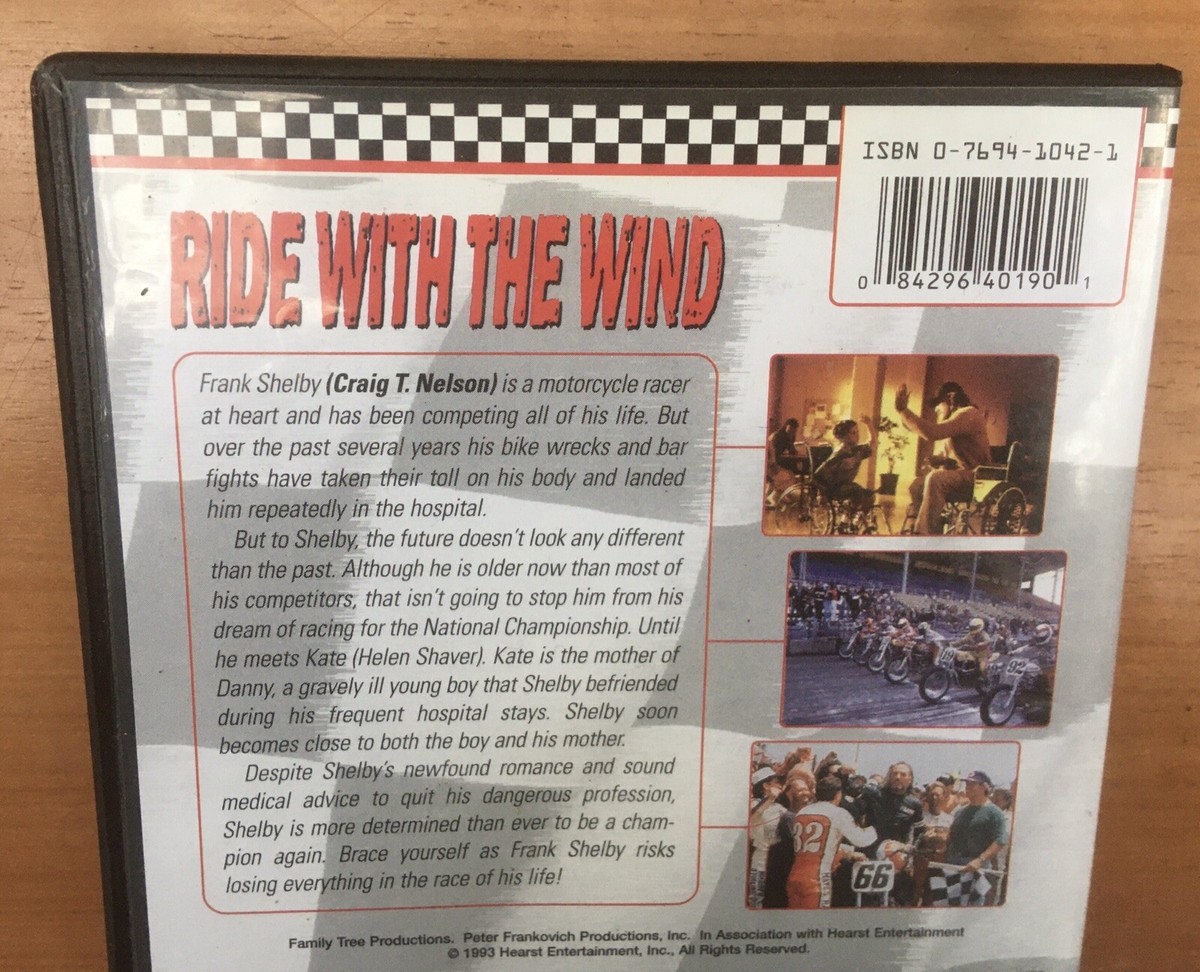 ISBN 0-7694-1042-1
0 84296 40190 1
RIDE WITH THE WIND
Frank Shelby (Craig T. Nelson) is a motorcycle racer
at heart and has been competing all of his life. But
over the past several years his bike wrecks and bar
fights have taken their toll on his body and landed
him repeatedly in the hospital.
But to Shelby, the future doesn't look any different
than the past. Although he is older now than most of
his competitors, that isn't going to stop him from his
dream of racing for the National Championship. Until
he meets Kate (Helen Shaver). Kate is the mother of
Danny, a gravely ill young boy that Shelby befriended
during his frequent hospital stays. Shelby soon
becomes close to both the boy and his mother.
Despite Shelby's newfound romance and sound
medical advice to quit his dangerous profession,
Shelby is more determined than ever to be a cham-
pion again. Brace yourself as Frank Shelby risks
losing everything in the race of his life!
92
32
66
Family Tree Productions. Peter Frankovich Productions, Inc. In Association with Hearst Entertainment
© 1993 Hearst Entertainment, Inc., All Rights Reserved.